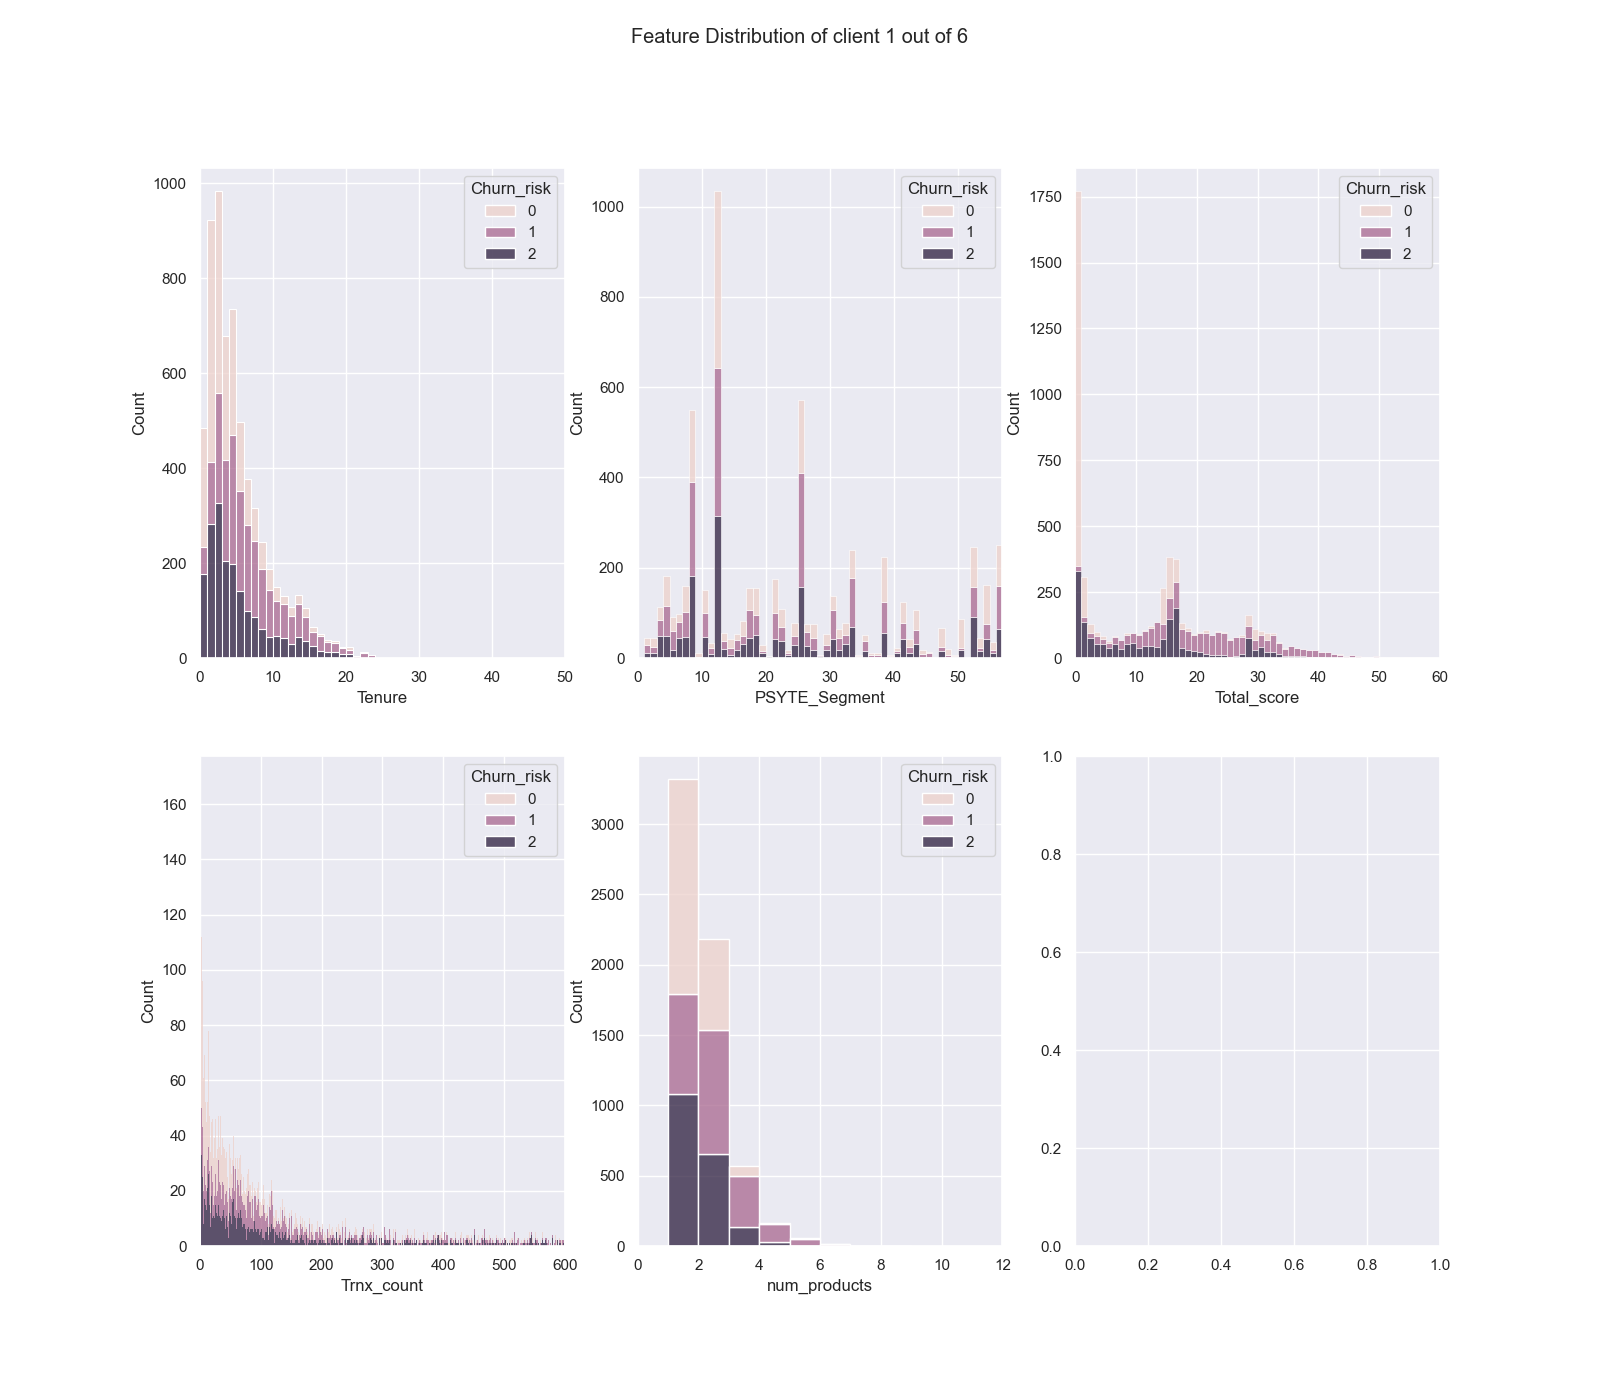 Feature Distribution of client 1 out of 6
1000
800
600
400
200
0
Count
0 10 20 30 40 50
Tenure
Churn_risk
0
1
2
1000
800
600
400
200
0
Count
0 10 20 30 40 50
PSYTE_Segment
Churn_risk
0
1
2
1750
1500
1250
1000
750
500
250
0
Count
0 10 20 30 40 50 60
Total_score
Churn_risk
0
1
2
160
140
120
100
80
60
40
20
0
Count
0 100 200 300 400 500 600
Trnx_count
Churn_risk
0
1
2
3000
2500
2000
1500
1000
500
0
Count
0 2 4 6 8 10 12
num_products
Churn_risk
0
1
2
1.0
0.8
0.6
0.4
0.2
0.0
0.0 0.2 0.4 0.6 0.8 1.0